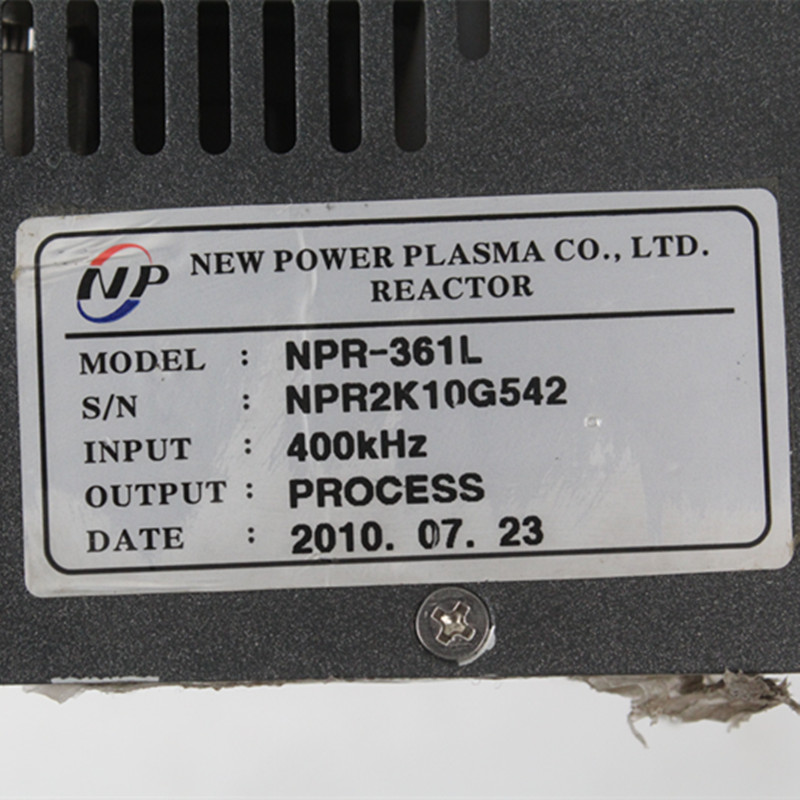 NP NEW POWER PLASMA CO., LTD.
REACTOR
MODEL : NPR-361L
S/N : NPR2K10G542
INPUT : 400kHz
OUTPUT : PROCESS
DATE : 2010. 07. 23